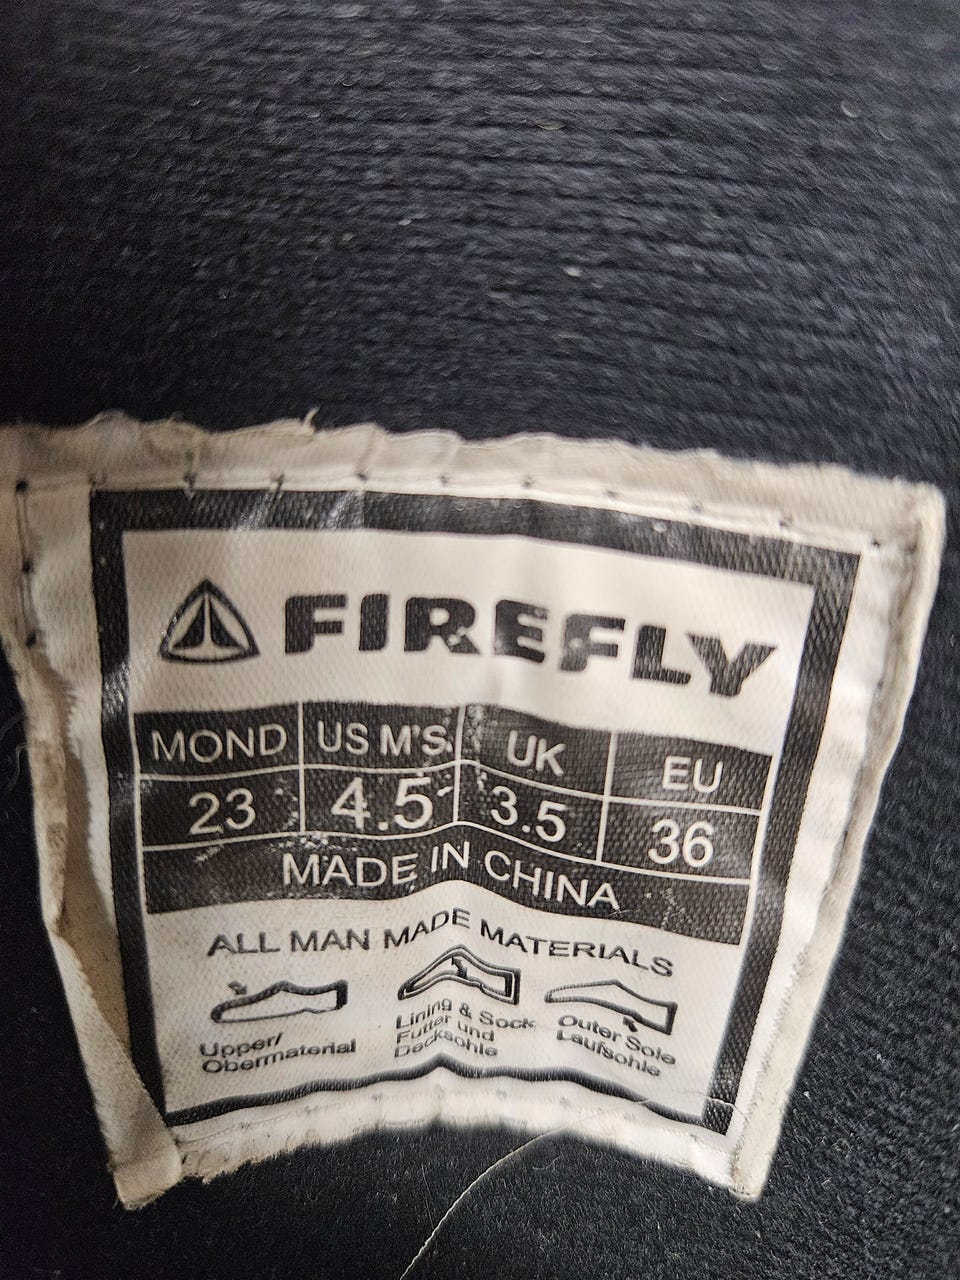 FIREFLY
MOND US M'S UK EU
23 4.5 3.5 36
MADE IN CHINA
ALL MAN MADE MATERIALS
Upper/ Lining & Sock Outer Sole
Obermaterial Futter und Laufsohle
Decksohle